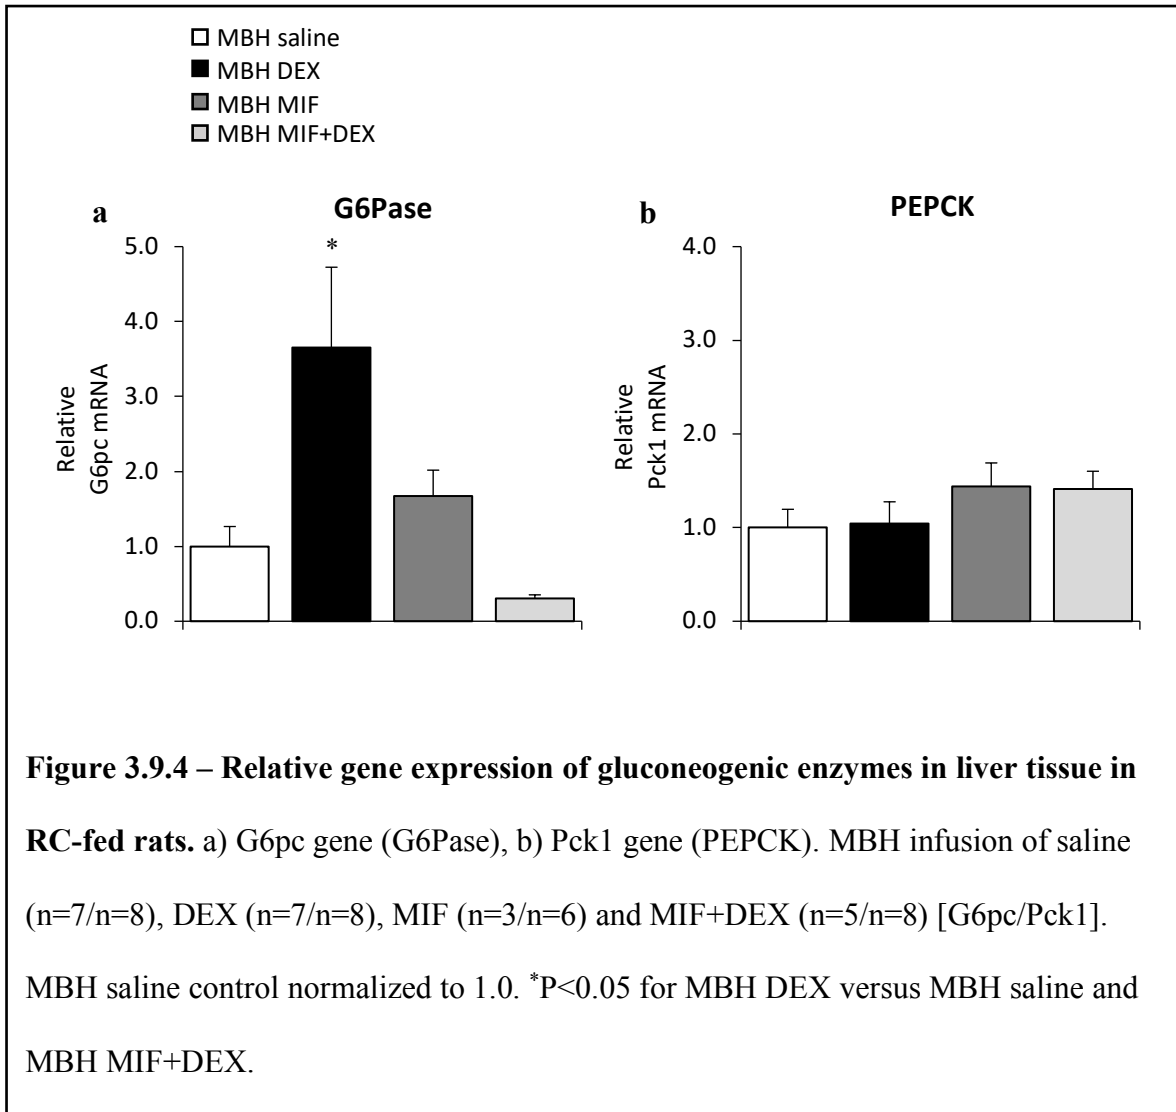 MBH saline
MBH DEX
MBH MIF
MBH MIF+DEX
a
G6Pase
5.0
4.0
3.0
2.0
1.0
0.0
Relative
G6pc mRNA
*
b
PEPCK
4.0
3.0
2.0
1.0
0.0
Relative
Pck1 mRNA
Figure 3.9.4 – Relative gene expression of gluconeogenic enzymes in liver tissue in
RC-fed rats. a) G6pc gene (G6Pase), b) Pck1 gene (PEPCK). MBH infusion of saline
(n=7/n=8), DEX (n=7/n=8), MIF (n=3/n=6) and MIF+DEX (n=5/n=8) [G6pc/Pck1].
MBH saline control normalized to 1.0. *P<0.05 for MBH DEX versus MBH saline and
MBH MIF+DEX.